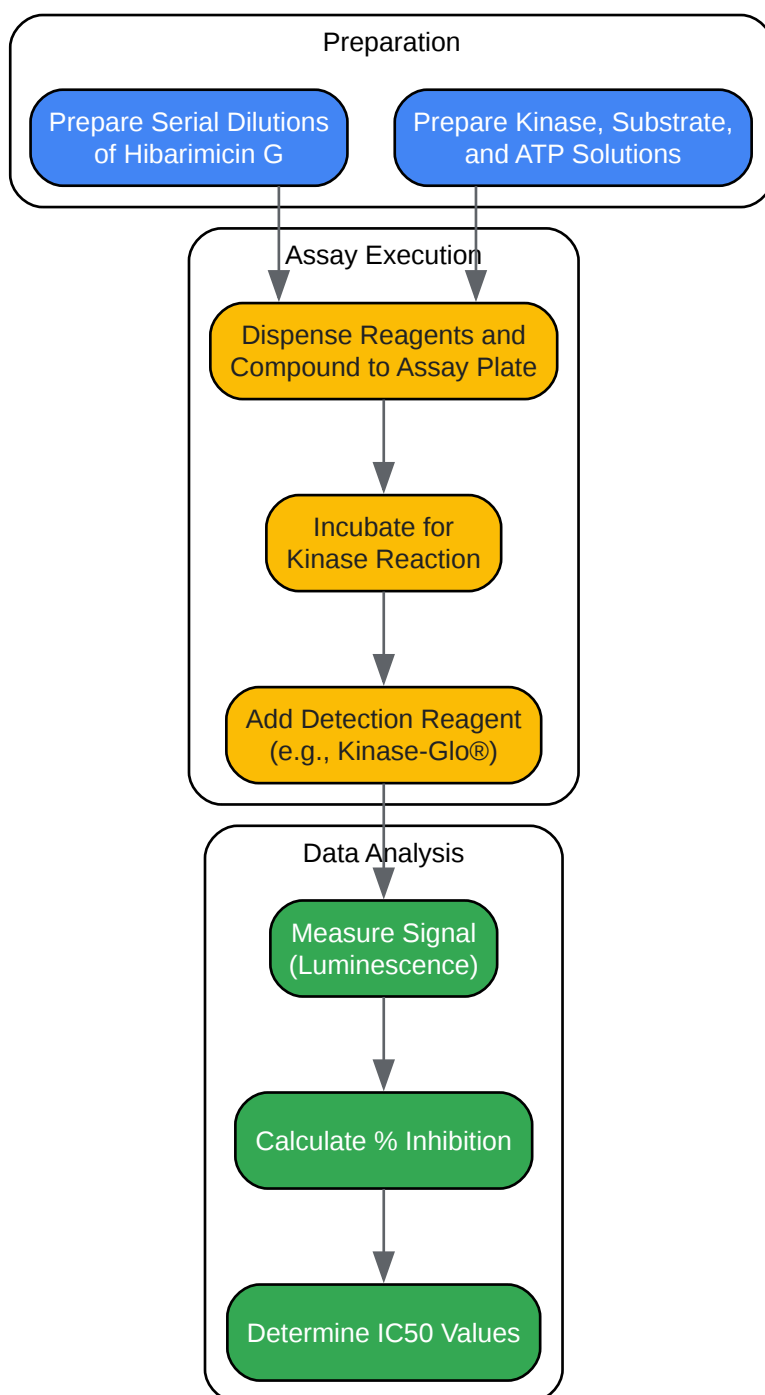 Preparation
Prepare Serial Dilutions
of Hibarimicin G
Prepare Kinase, Substrate,
and ATP Solutions
Assay Execution
Dispense Reagents and
Compound to Assay Plate
Incubate for
Kinase Reaction
Add Detection Reagent
(e.g., Kinase-Glo®)
Data Analysis
Measure Signal
(Luminescence)
Calculate % Inhibition
Determine IC50 Values